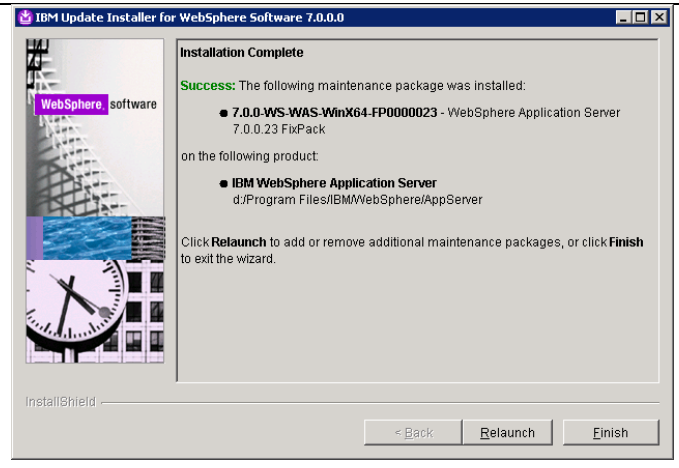 IBM Update Installer for WebSphere Software 7.0.0.0
WebSphere. software
Installation Complete
Success: The following maintenance package was installed:
7.0.0-WS-WAS-WinX64-FP0000023 - WebSphere Application Server
7.0.0.23 FixPack
on the following product:
IBM WebSphere Application Server
d:/Program Files/IBM/WebSphere/AppServer
Click Relaunch to add or remove additional maintenance packages, or click Finish
to exit the wizard.
InstallShield
< Back
Relaunch
Finish